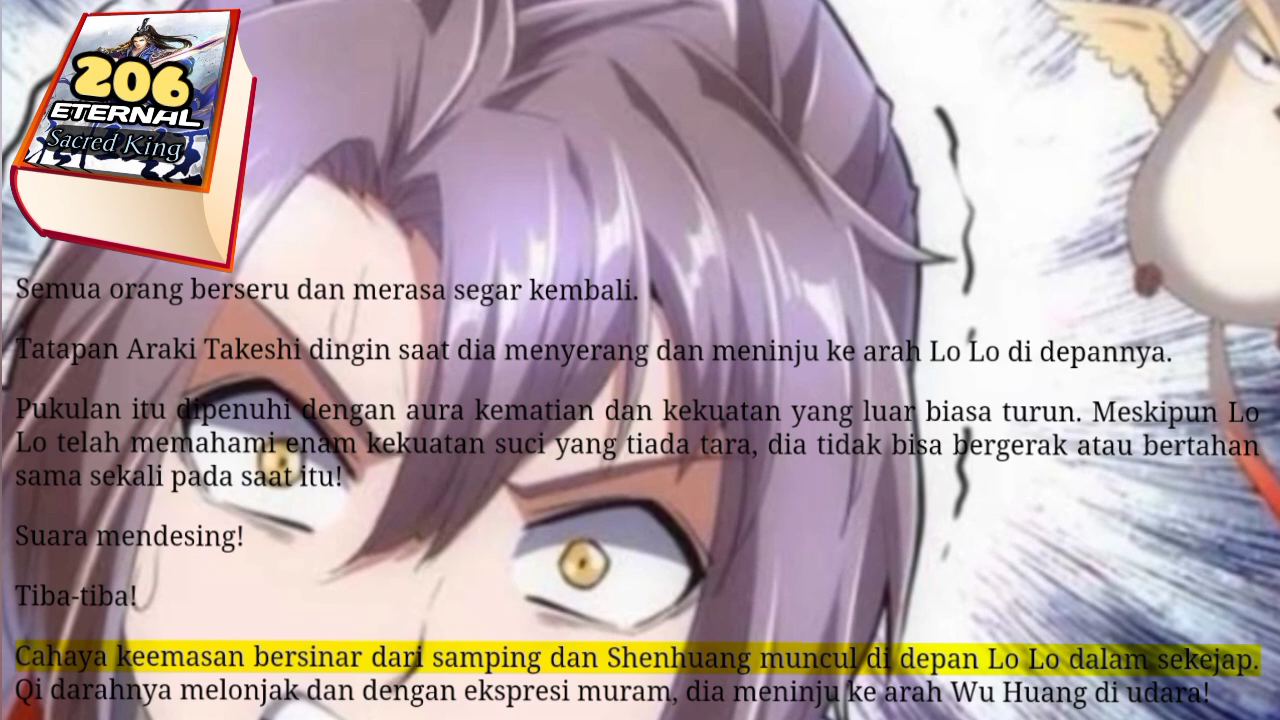 206
ETERNAL
Sacred King
Semua orang berseru dan merasa segar kembali.
Tatapan Araki Takeshi dingin saat dia menyerang dan meninju ke arah Lo Lo di depannya.
Pukulan itu dipenuhi dengan aura kematian dan kekuatan yang luar biasa turun. Meskipun Lo
Lo telah memahami enam kekuatan suci yang tiada tara, dia tidak bisa bergerak atau bertahan
sama sekali pada saat itu!
Suara mendesing!
Tiba-tiba!
Cahaya keemasan bersinar dari samping dan Shenhuang muncul di depan Lo Lo dalam sekejap.
Qi darahnya melonjak dan dengan ekspresi muram, dia meninju ke arah Wu Huang di udara!